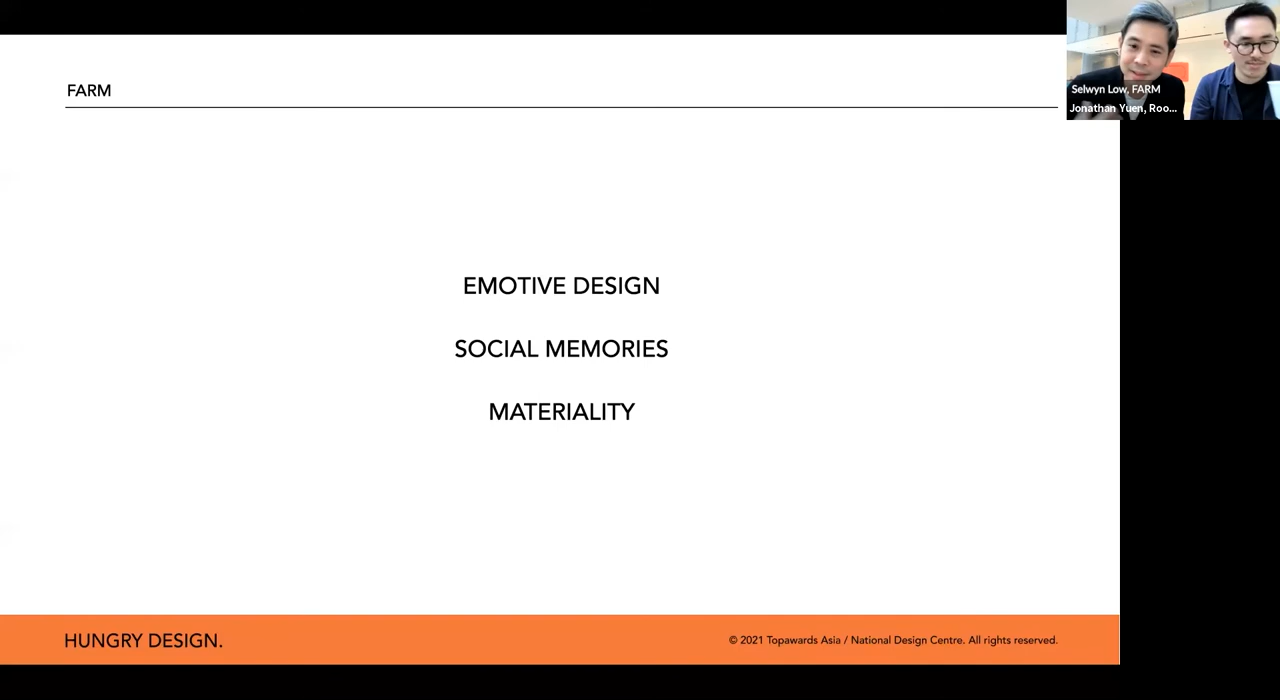 FARM
Selwyn Low, FARM
Jonathan Yuen, Roo...
EMOTIVE DESIGN
SOCIAL MEMORIES
MATERIALITY
HUNGRY DESIGN.
© 2021 Topawards Asia / National Design Centre. All rights reserved.